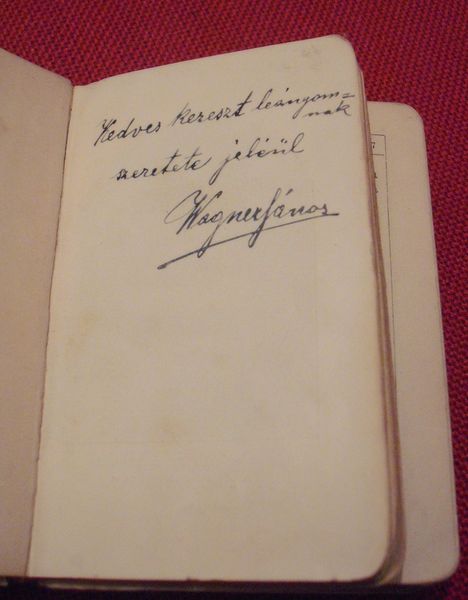 Kedves kereszt leányom=
nak
szeretete jeléül
Wagner János